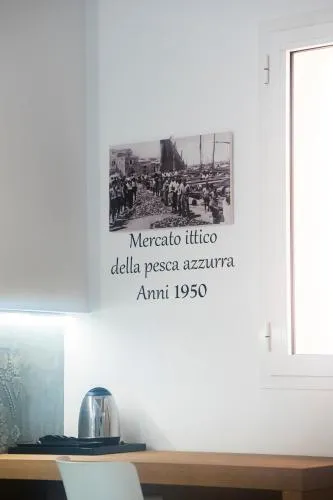 Mercato ittico
della pesca azzurra
Anni 1950